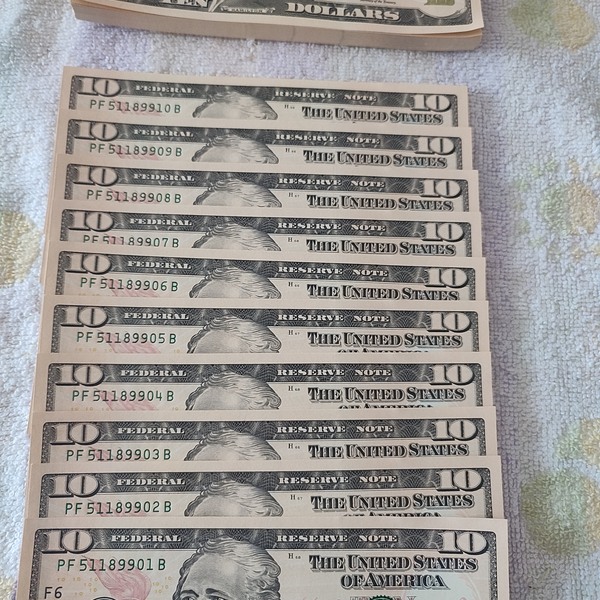 TEN DOLLARS
10 FEDERAL RESERVE NOTE 10
PF 51189910 B THE UNITED STATES
10 FEDERAL RESERVE NOTE 10
PF 51189909 B THE UNITED STATES
10 FEDERAL RESERVE NOTE 10
PF 51189908 B THE UNITED STATES
10 FEDERAL RESERVE NOTE 10
PF 51189907 B THE UNITED STATES
10 FEDERAL RESERVE NOTE 10
PF 51189906 B THE UNITED STATES
10 FEDERAL RESERVE NOTE 10
PF 51189905 B THE UNITED STATES
OF AMERICA
10 FEDERAL RESERVE NOTE 10
PF 51189904 B THE UNITED STATES
OF AMERICA
10 FEDERAL RESERVE NOTE 10
PF 51189903 B THE UNITED STATES
10 FEDERAL RESERVE NOTE 10
PF 51189902 B THE UNITED STATES
10 FEDERAL RESERVE NOTE 10
PF 51189901 B THE UNITED STATES
OF AMERICA
F6